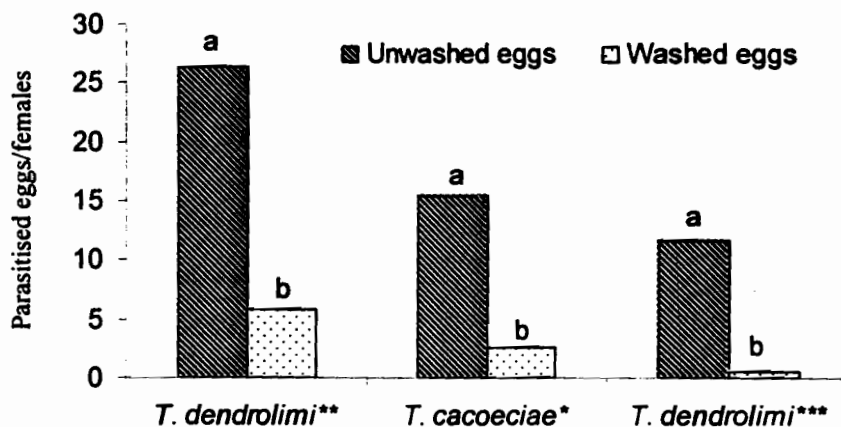 30
25
20
15
10
5
0
Parasitised eggs/females
Unwashed eggs
Washed eggs
a
b
a
b
a
b
T. dendrolimi**
T. cacoeciae*
T. dendrolimi***